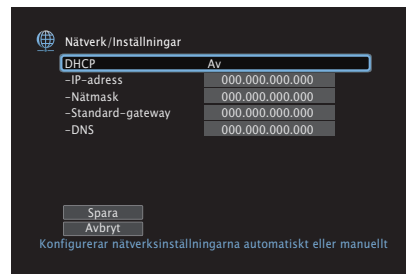 Nätverk/Inställningar
DHCP Av
–IP-adress 000.000.000.000
–Nätmask 000.000.000.000
–Standard-gateway 000.000.000.000
–DNS 000.000.000.000
Spara
Avbryt
Konfigurerar nätverksinställningarna automatiskt eller manuellt